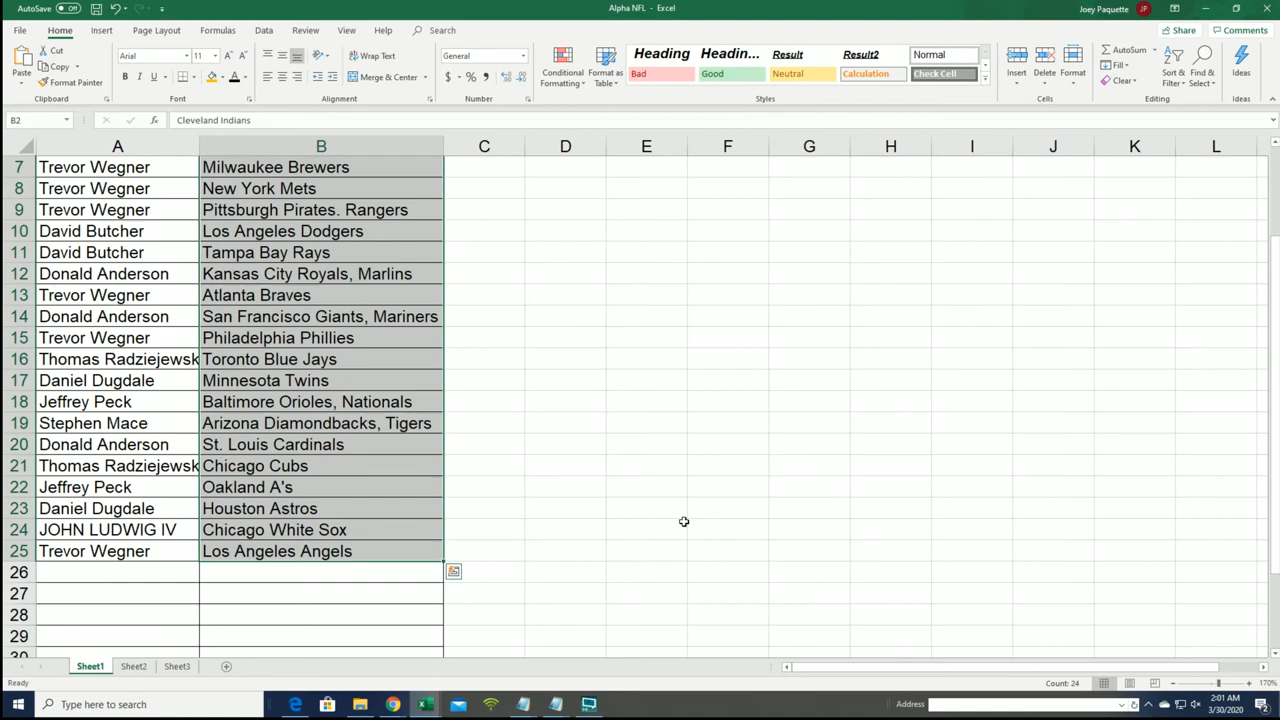 AutoSave Off
Alpha NFL - Excel
Joey Paquette JP
File Home Insert Page Layout Formulas Data Review View Help Search
Share Comments
Paste Cut Copy Format Painter Clipboard
Arial 11 B I U Font
Wrap Text Merge & Center Alignment
General $ % , Number
Conditional Formatting Format as Table
Heading Headin... Result Result2 Normal
Bad Good Neutral Calculation Check Cell
Styles
Insert Delete Format Cells
AutoSum Fill Clear Sort & Filter Find & Select Editing
Ideas Ideas
B2 fx Cleveland Indians
A B C D E F G H I J K L
7 Trevor Wegner Milwaukee Brewers
8 Trevor Wegner New York Mets
9 Trevor Wegner Pittsburgh Pirates. Rangers
10 David Butcher Los Angeles Dodgers
11 David Butcher Tampa Bay Rays
12 Donald Anderson Kansas City Royals, Marlins
13 Trevor Wegner Atlanta Braves
14 Donald Anderson San Francisco Giants, Mariners
15 Trevor Wegner Philadelphia Phillies
16 Thomas Radziejewsk Toronto Blue Jays
17 Daniel Dugdale Minnesota Twins
18 Jeffrey Peck Baltimore Orioles, Nationals
19 Stephen Mace Arizona Diamondbacks, Tigers
20 Donald Anderson St. Louis Cardinals
21 Thomas Radziejewsk Chicago Cubs
22 Jeffrey Peck Oakland A's
23 Daniel Dugdale Houston Astros
24 JOHN LUDWIG IV Chicago White Sox
25 Trevor Wegner Los Angeles Angels
26
27
28
29
30
Sheet1 Sheet2 Sheet3
Ready Count: 24 170%
Type here to search
Address
2:01 AM
3/30/2020